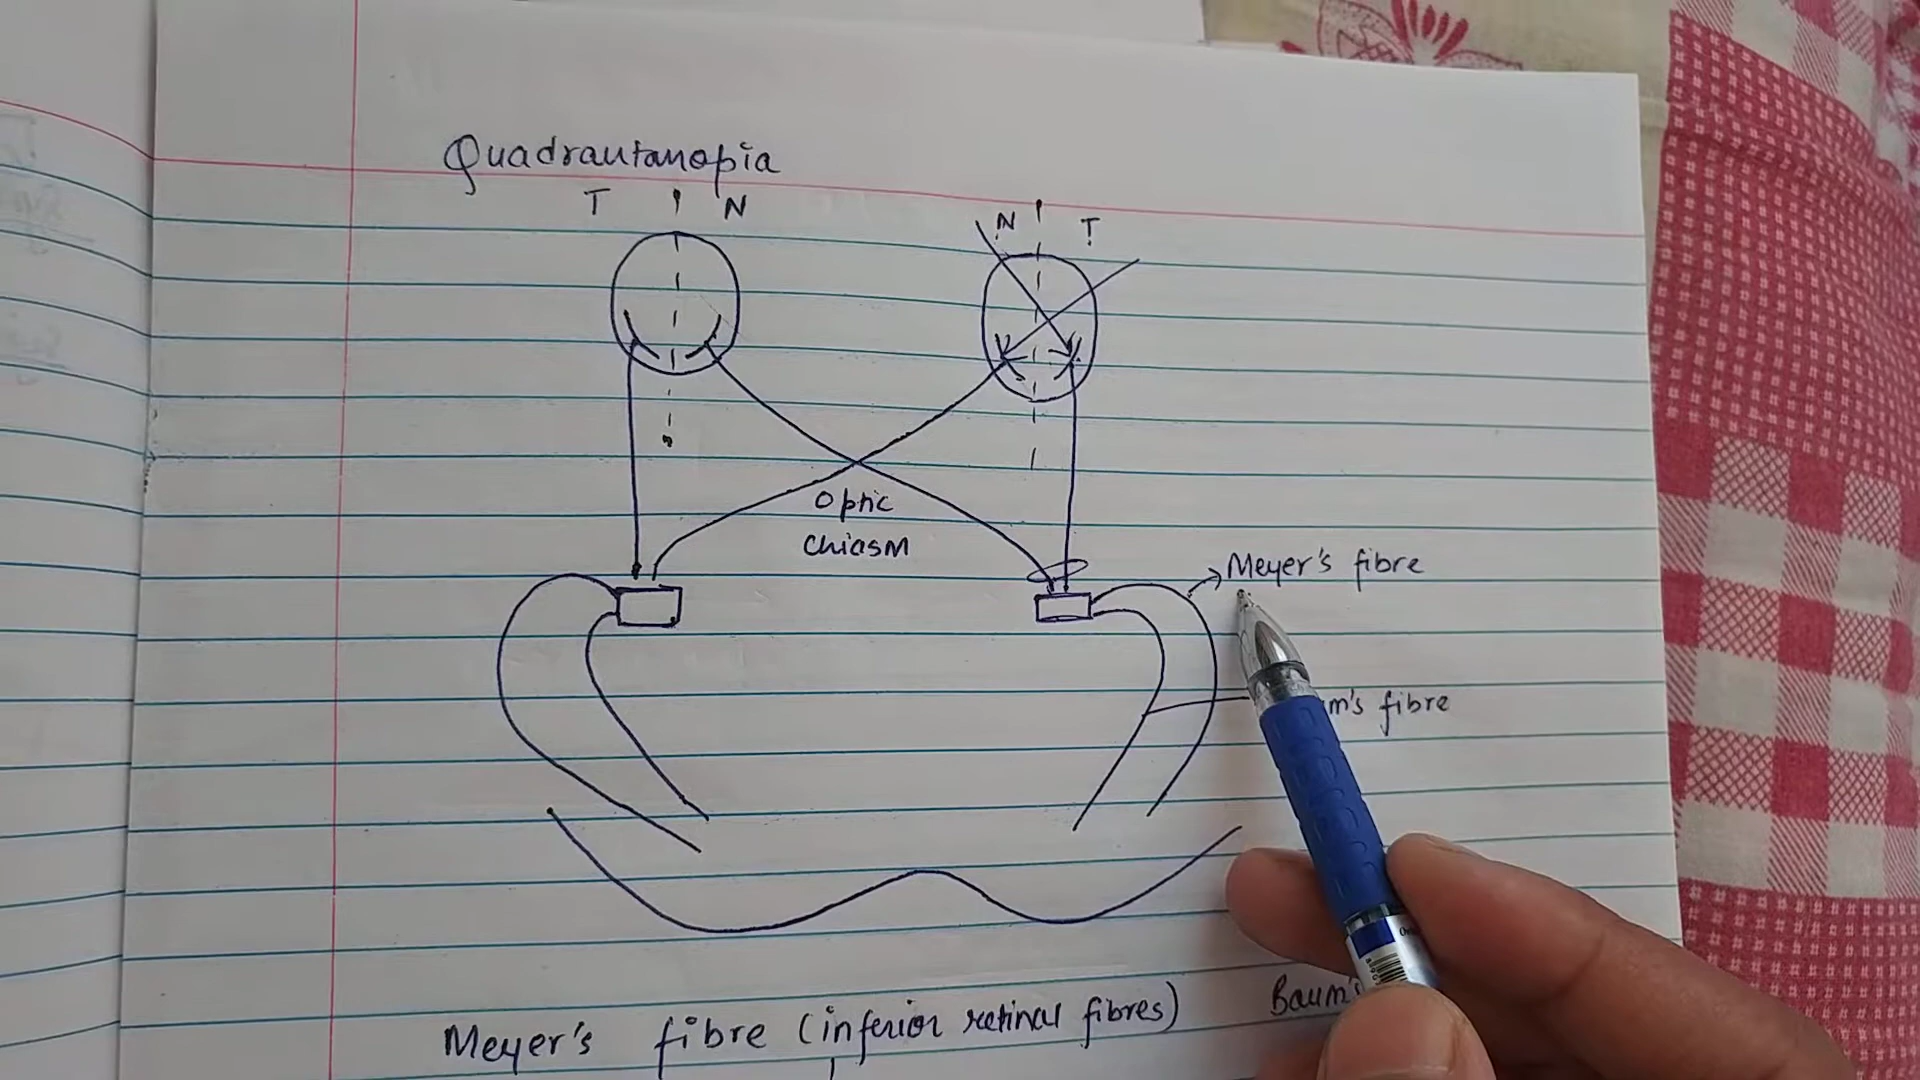 Quadrantanopia
T N N T
Optic
chiasm
Meyer's fibre
m's fibre
Meyer's fibre (inferior retinal fibres) Baum's